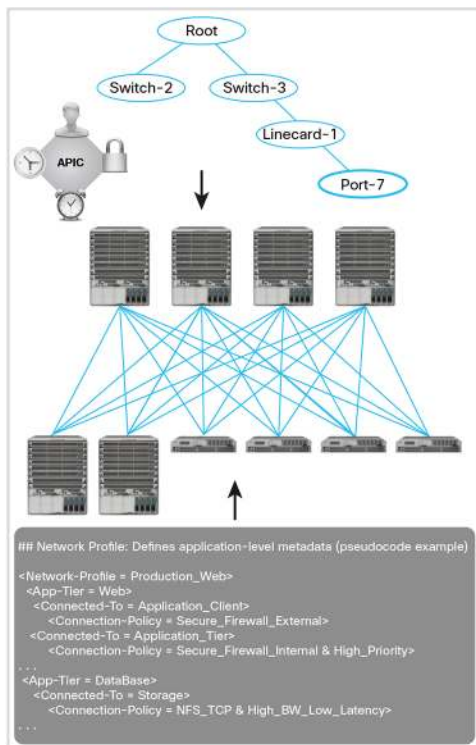 Root
Switch-2
Switch-3
Linecard-1
Port-7
APIC
## Network Profile: Defines application-level metadata (pseudocode example)
<Network-Profile = Production_Web>
<App-Tier = Web>
<Connected-To = Application_Client>
<Connection-Policy = Secure_Firewall_External>
<Connected-To = Application_Tier>
<Connection-Policy = Secure_Firewall_Internal & High_Priority>
. . .
<App-Tier = DataBase>
<Connected-To = Storage>
<Connection-Policy = NFS_TCP & High_BW_Low_Latency>
. . .